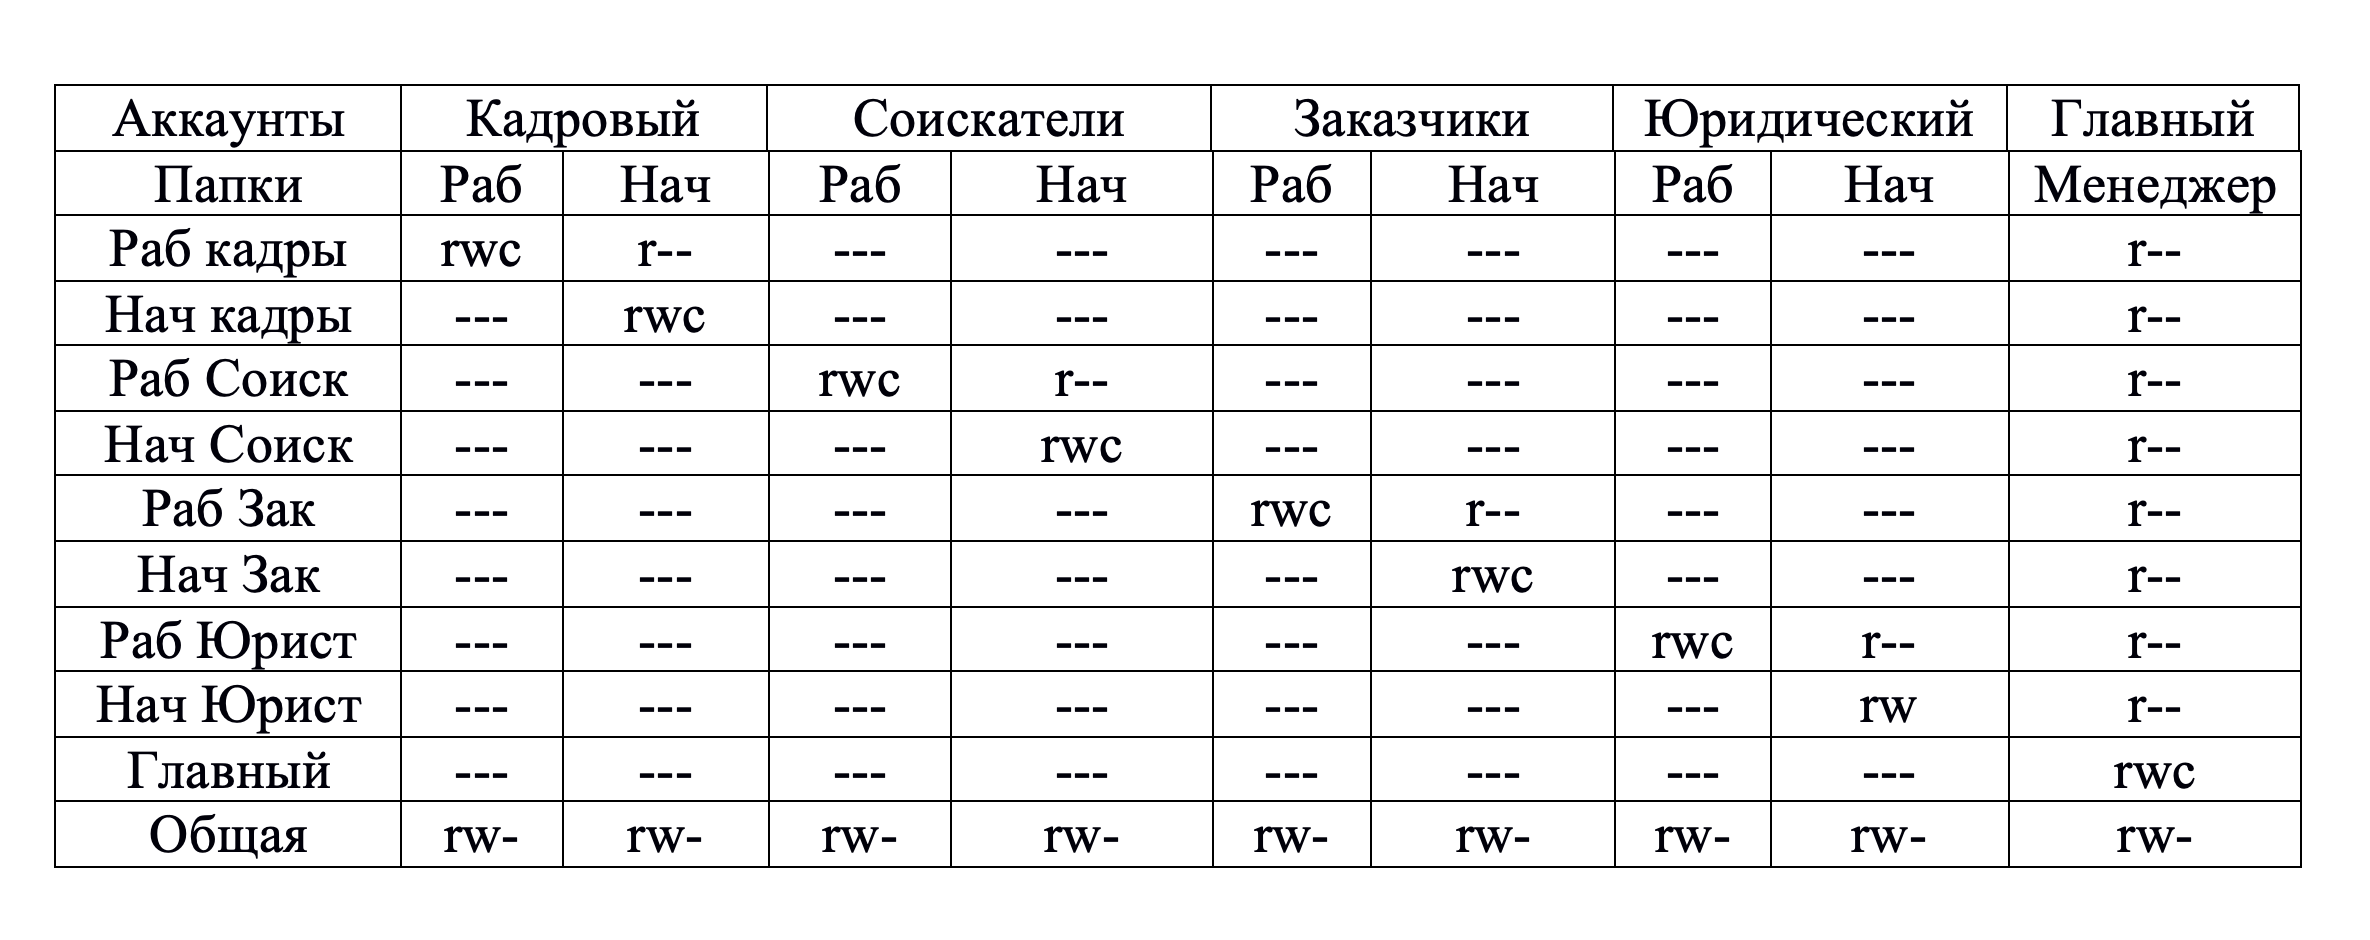 Аккаунты Кадровый Соискатели Заказчики Юридический Главный
Папки Раб Нач Раб Нач Раб Нач Раб Нач Менеджер
Раб кадры rwc r-- --- --- --- --- --- --- r--
Нач кадры --- rwc --- --- --- --- --- --- r--
Раб Соиск --- --- rwc r-- --- --- --- --- r--
Нач Соиск --- --- --- rwc --- --- --- --- r--
Раб Зак --- --- --- --- rwc r-- --- --- r--
Нач Зак --- --- --- --- --- rwc --- --- r--
Раб Юрист --- --- --- --- --- --- rwc r-- r--
Нач Юрист --- --- --- --- --- --- --- rw r--
Главный --- --- --- --- --- --- --- --- rwc
Общая rw- rw- rw- rw- rw- rw- rw- rw- rw-